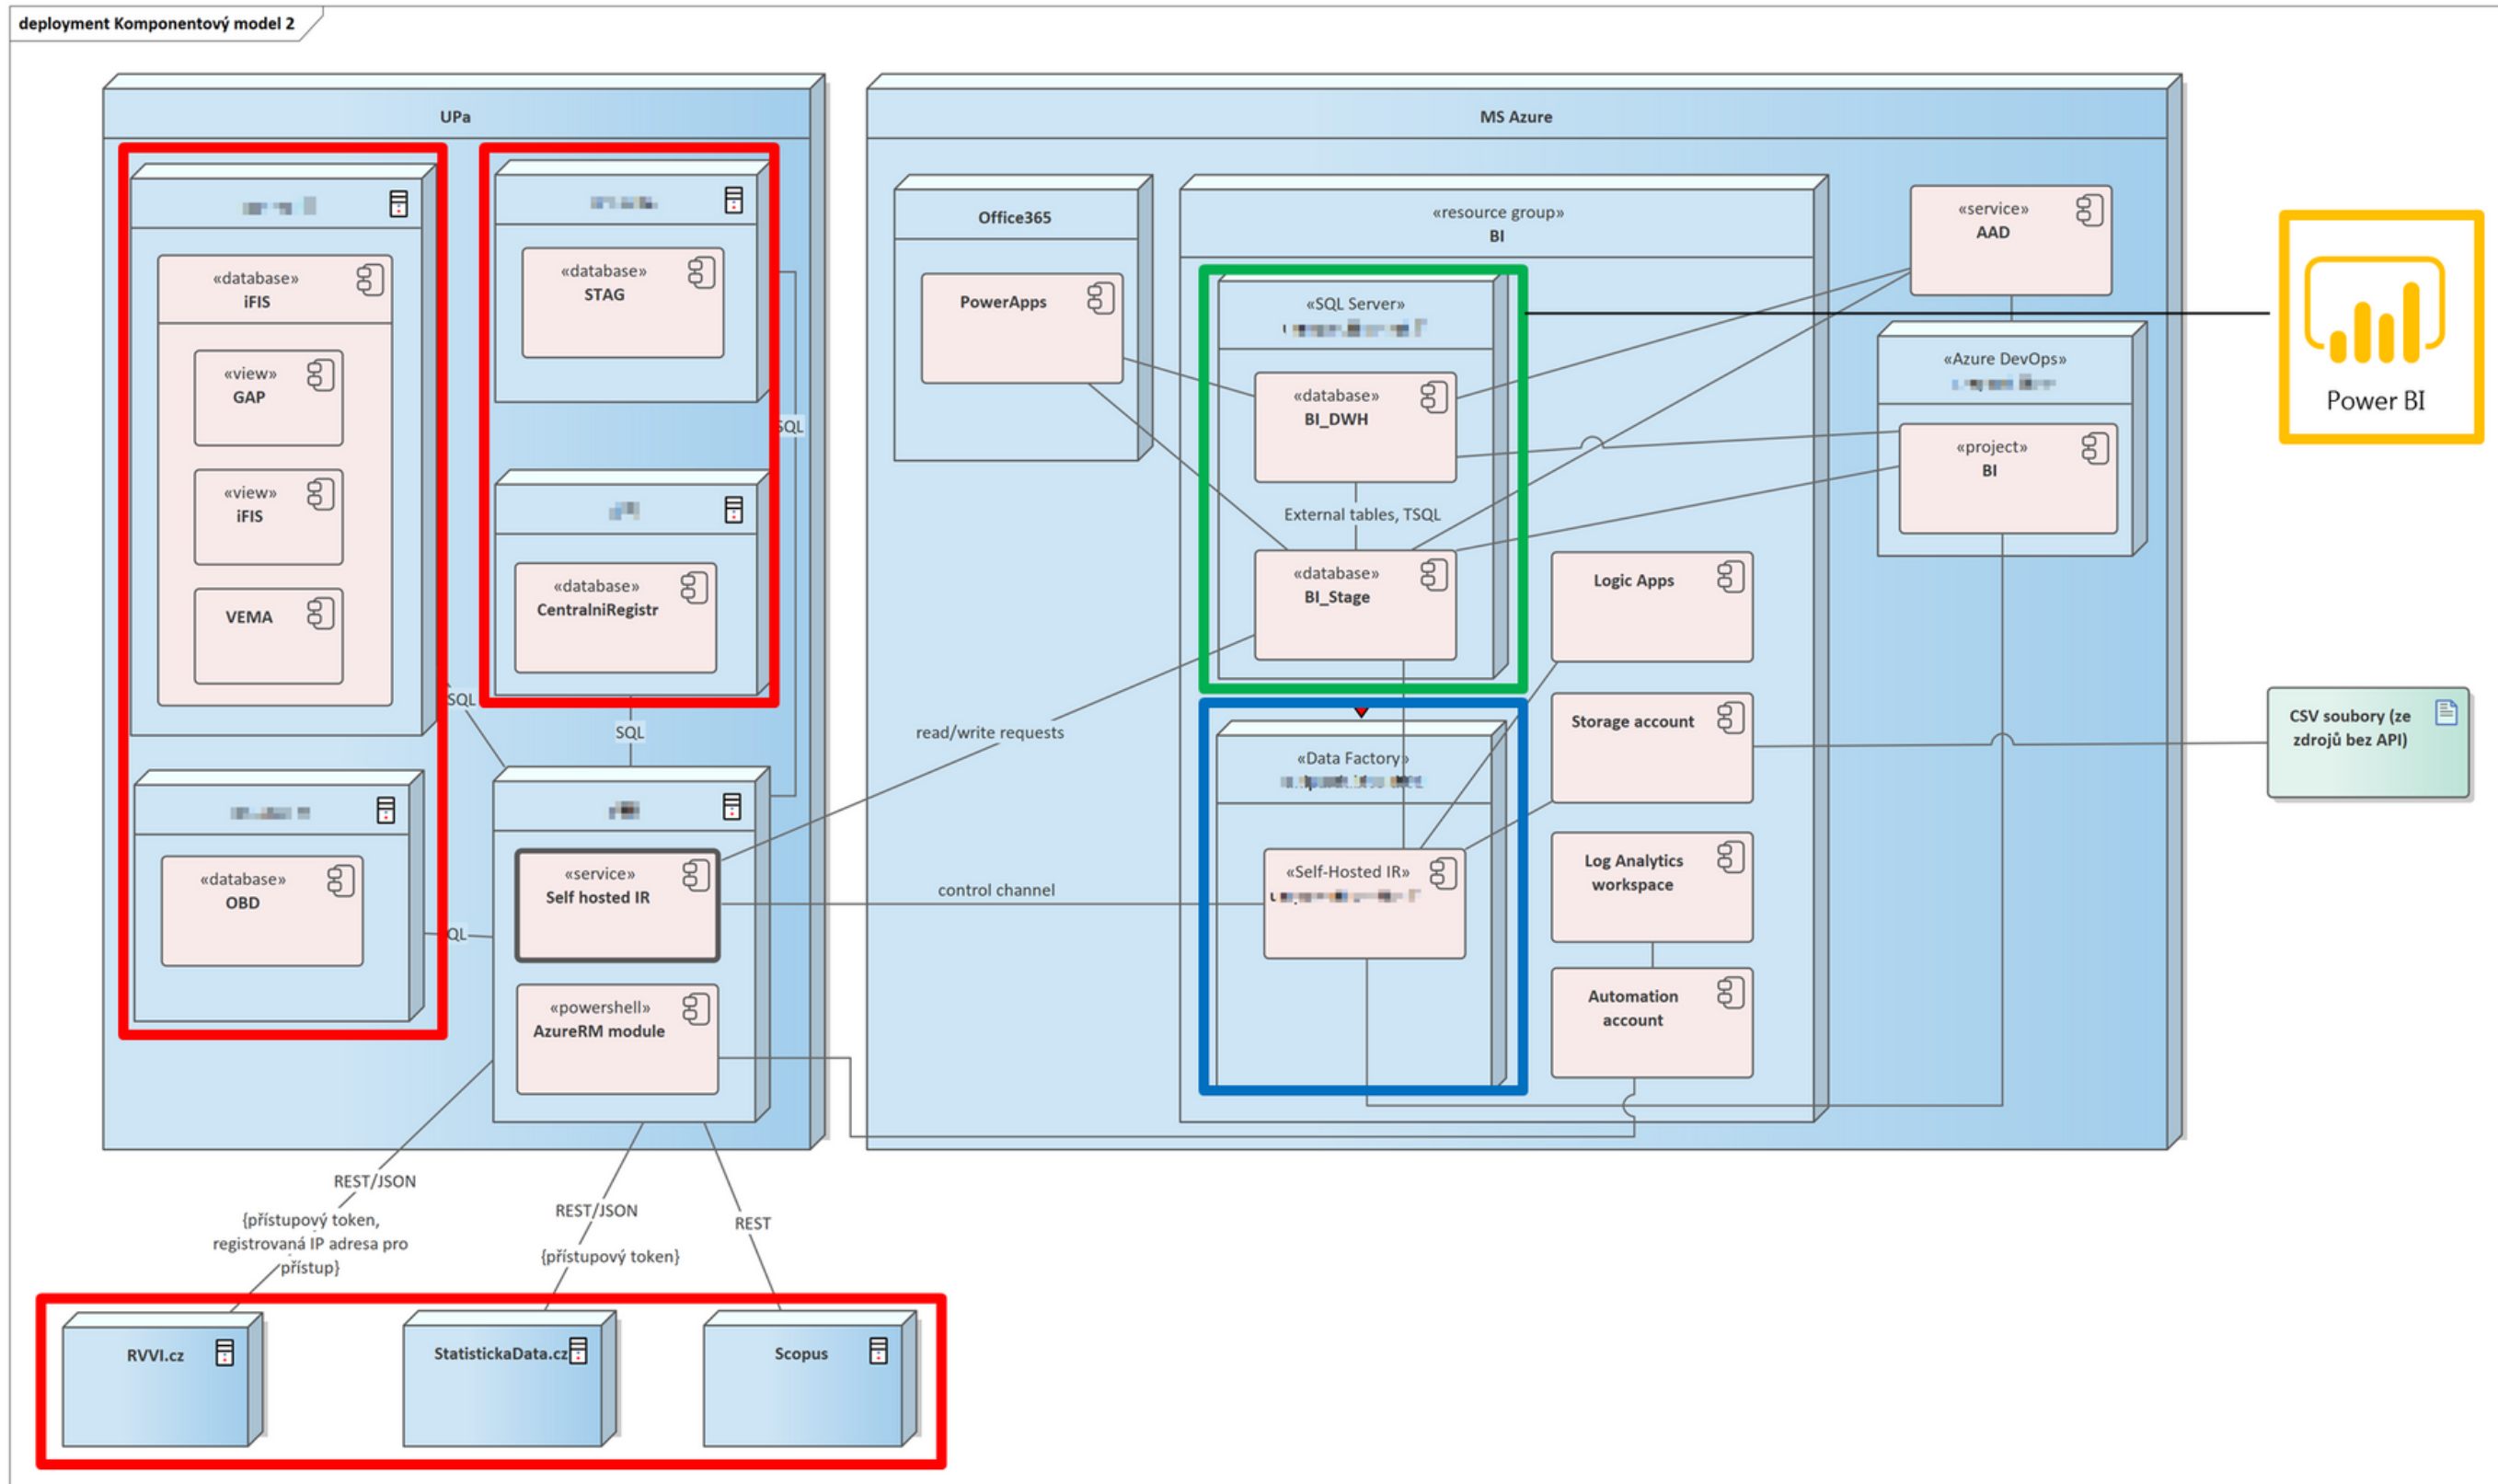 deployment Komponentový model 2
UPa
«database»
iFIS
«view»
GAP
«view»
iFIS
VEMA
«database»
OBD
«database»
STAG
«database»
CentralniRegistr
SQL
SQL
SQL
QL
«service»
Self hosted IR
«powershell»
AzureRM module
read/write requests
control channel
MS Azure
Office365
PowerApps
«resource group»
BI
«SQL Server»
«database»
BI_DWH
External tables, TSQL
«database»
BI_Stage
«Data Factory»
«Self-Hosted IR»
Logic Apps
Storage account
Log Analytics
workspace
Automation
account
«service»
AAD
«Azure DevOps»
«project»
BI
Power BI
CSV soubory (ze
zdrojů bez API)
REST/JSON
{přístupový token,
registrovaná IP adresa pro
přístup}
REST/JSON
{přístupový token}
REST
RVVI.cz
StatistickaData.cz
Scopus